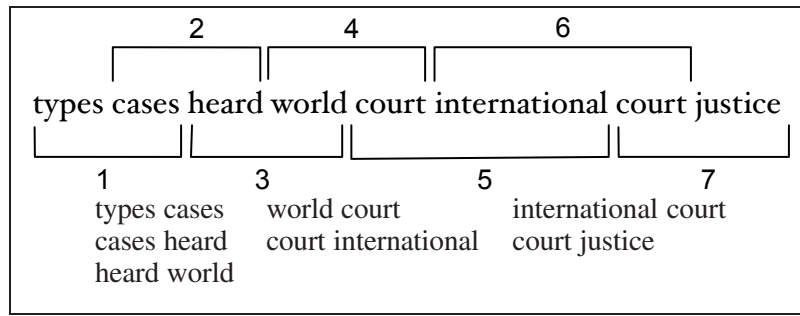 2 4 6
types cases heard world court international court justice
1 3 5 7
types cases world court international court
cases heard court international court justice
heard world